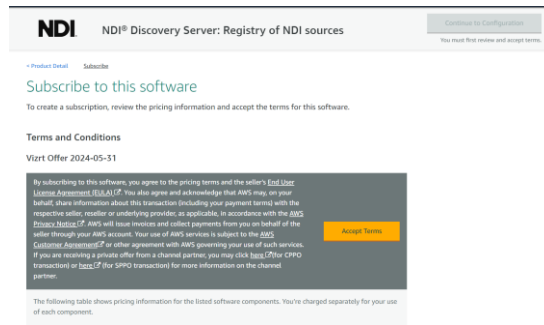 NDI
NDI® Discovery Server: Registry of NDI sources
Continue to Configuration
You must first review and accept terms.
< Product Detail Subscribe
Subscribe to this software
To create a subscription, review the pricing information and accept the terms for this software.
Terms and Conditions
Vizrt Offer 2024-05-31
By subscribing to this software, you agree to the pricing terms and the seller's End User
License Agreement (EULA). You also agree and acknowledge that AWS may, on your
behalf, share information about this transaction (including your payment terms) with the
respective seller, reseller or underlying provider, as applicable, in accordance with the AWS
Privacy Notice. AWS will issue invoices and collect payments from you on behalf of the
seller through your AWS account. Your use of AWS services is subject to the AWS
Customer Agreement or other agreement with AWS governing your use of such services.
If you are receiving a private offer from a channel partner, you may click here (for CPPO
transaction) or here (for SPPO transaction) for more information on the channel
partner.
Accept Terms
The following table shows pricing information for the listed software components. You're charged separately for your use
of each component.